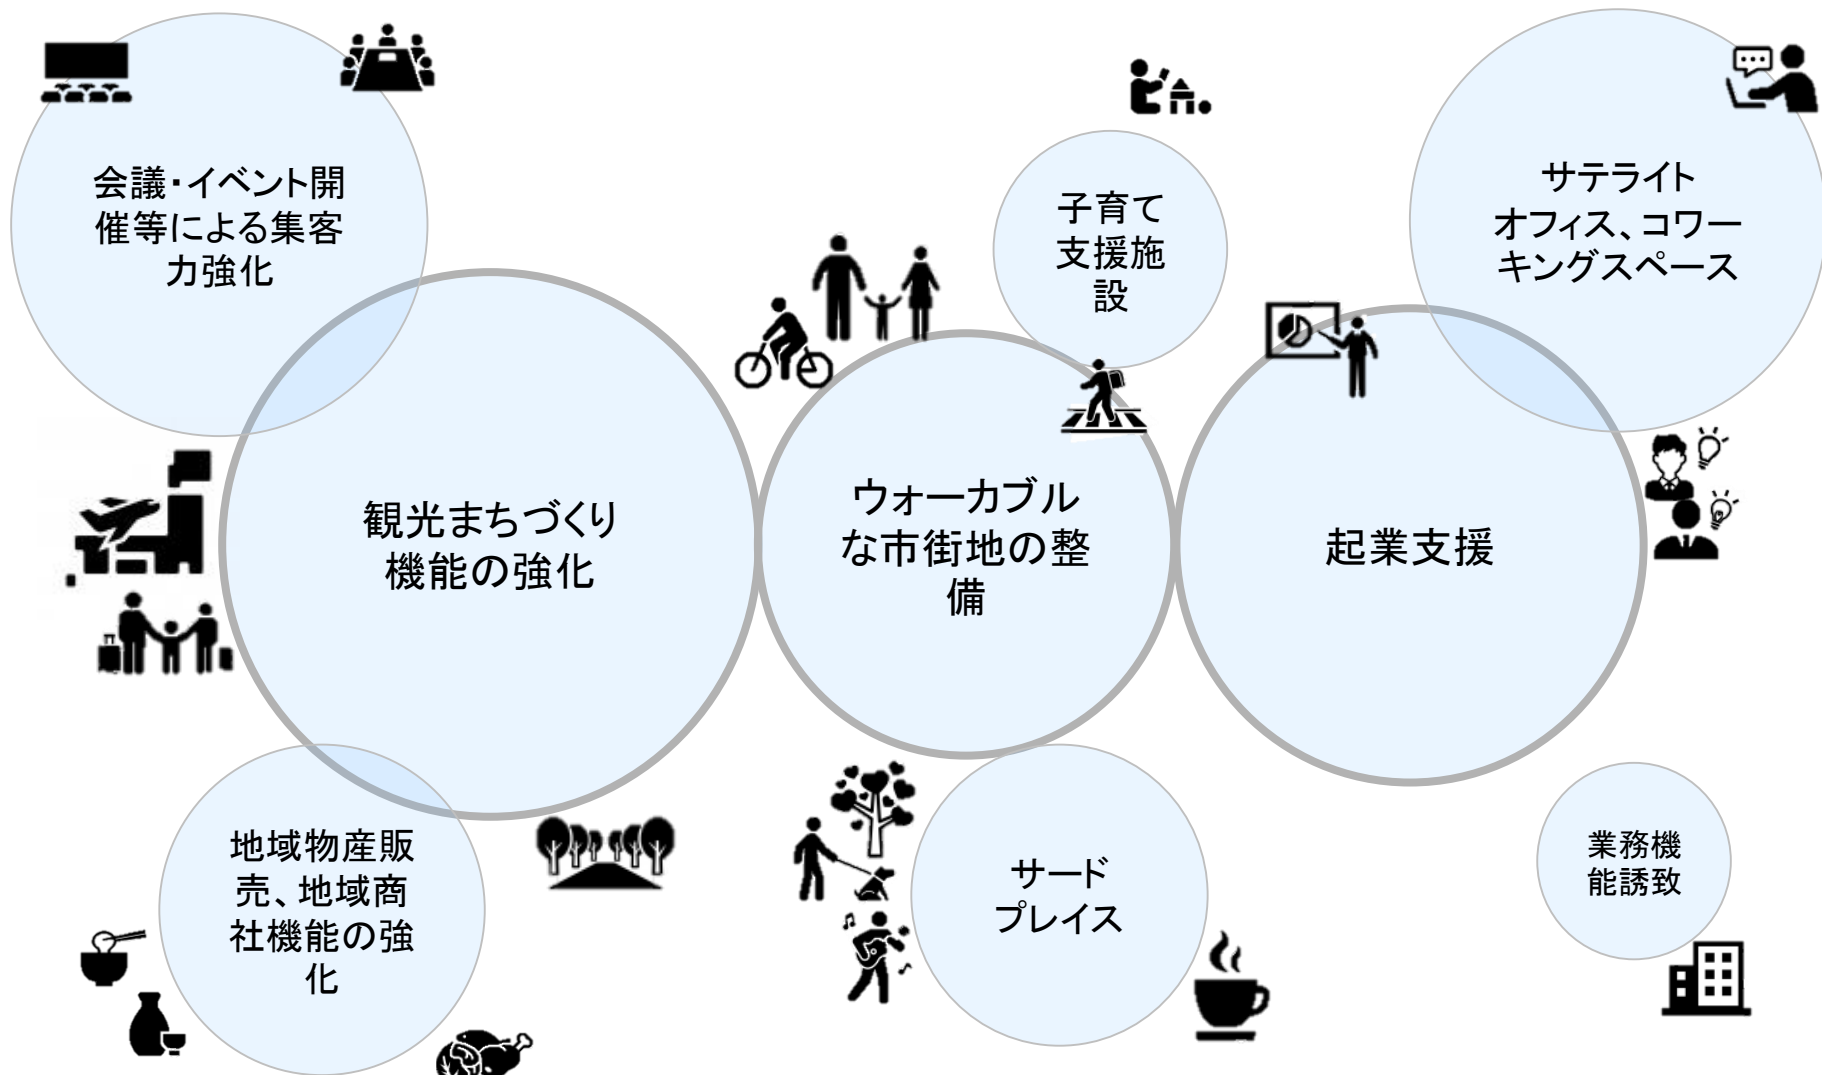 会議・イベント開
催等による集客
力強化
子育て
支援施
設
サテライト
オフィス、コワー
キングスペース
観光まちづくり
機能の強化
ウォーカブル
な市街地の整
備
起業支援
地域物産販
売、地域商
社機能の強
化
サード
プレイス
業務機
能誘致